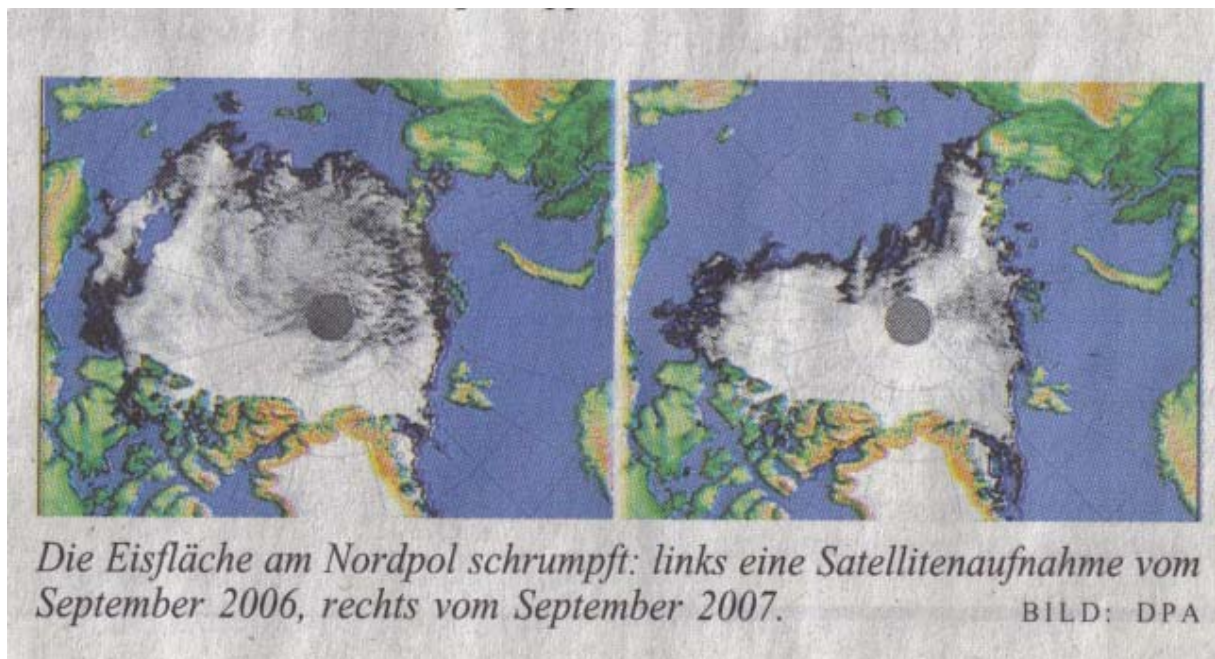 Die Eisfläche am Nordpol schrumpft: links eine Satellitenaufnahme vom
September 2006, rechts vom September 2007. BILD: DPA